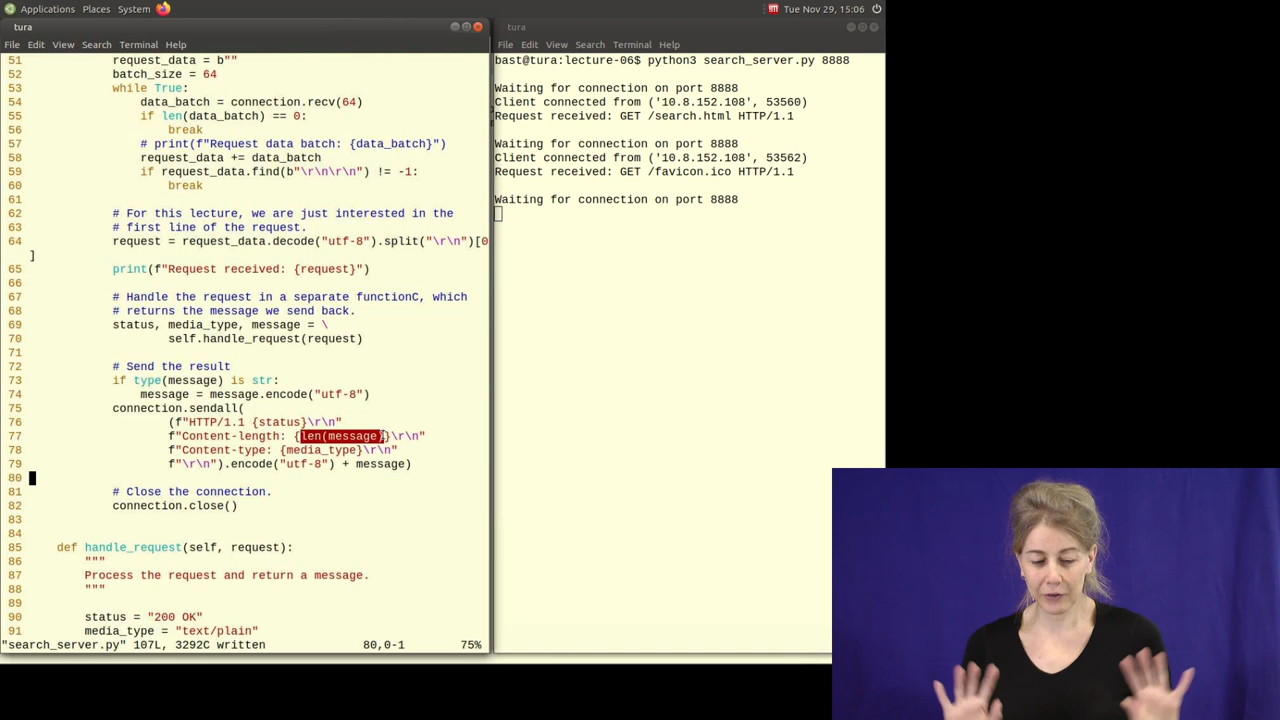 Applications Places System
Tue Nov 29, 15:06
tura
File Edit View Search Terminal Help
51 request_data = b""
52 batch_size = 64
53 while True:
54 data_batch = connection.recv(64)
55 if len(data_batch) == 0:
56 break
57 # print(f"Request data batch: {data_batch}")
58 request_data += data_batch
59 if request_data.find(b"\r\n\r\n") != -1:
60 break
61
62 # For this lecture, we are just interested in the
63 # first line of the request.
64 request = request_data.decode("utf-8").split("\r\n")[0
]
65 print(f"Request received: {request}")
66
67 # Handle the request in a separate functionC, which
68 # returns the message we send back.
69 status, media_type, message = \
70 self.handle_request(request)
71
72 # Send the result
73 if type(message) is str:
74 message = message.encode("utf-8")
75 connection.sendall(
76 (f"HTTP/1.1 {status}\r\n"
77 f"Content-length: {len(message)}\r\n"
78 f"Content-type: {media_type}\r\n"
79 f"\r\n").encode("utf-8") + message)
80
81 # Close the connection.
82 connection.close()
83
84
85 def handle_request(self, request):
86 """
87 Process the request and return a message.
88 """
89
90 status = "200 OK"
91 media_type = "text/plain"
"search_server.py" 107L, 3292C written 80,0-1 75%
tura
File Edit View Search Terminal Help
bast@tura:lecture-06$ python3 search_server.py 8888
Waiting for connection on port 8888
Client connected from ('10.8.152.108', 53560)
Request received: GET /search.html HTTP/1.1
Waiting for connection on port 8888
Client connected from ('10.8.152.108', 53562)
Request received: GET /favicon.ico HTTP/1.1
Waiting for connection on port 8888